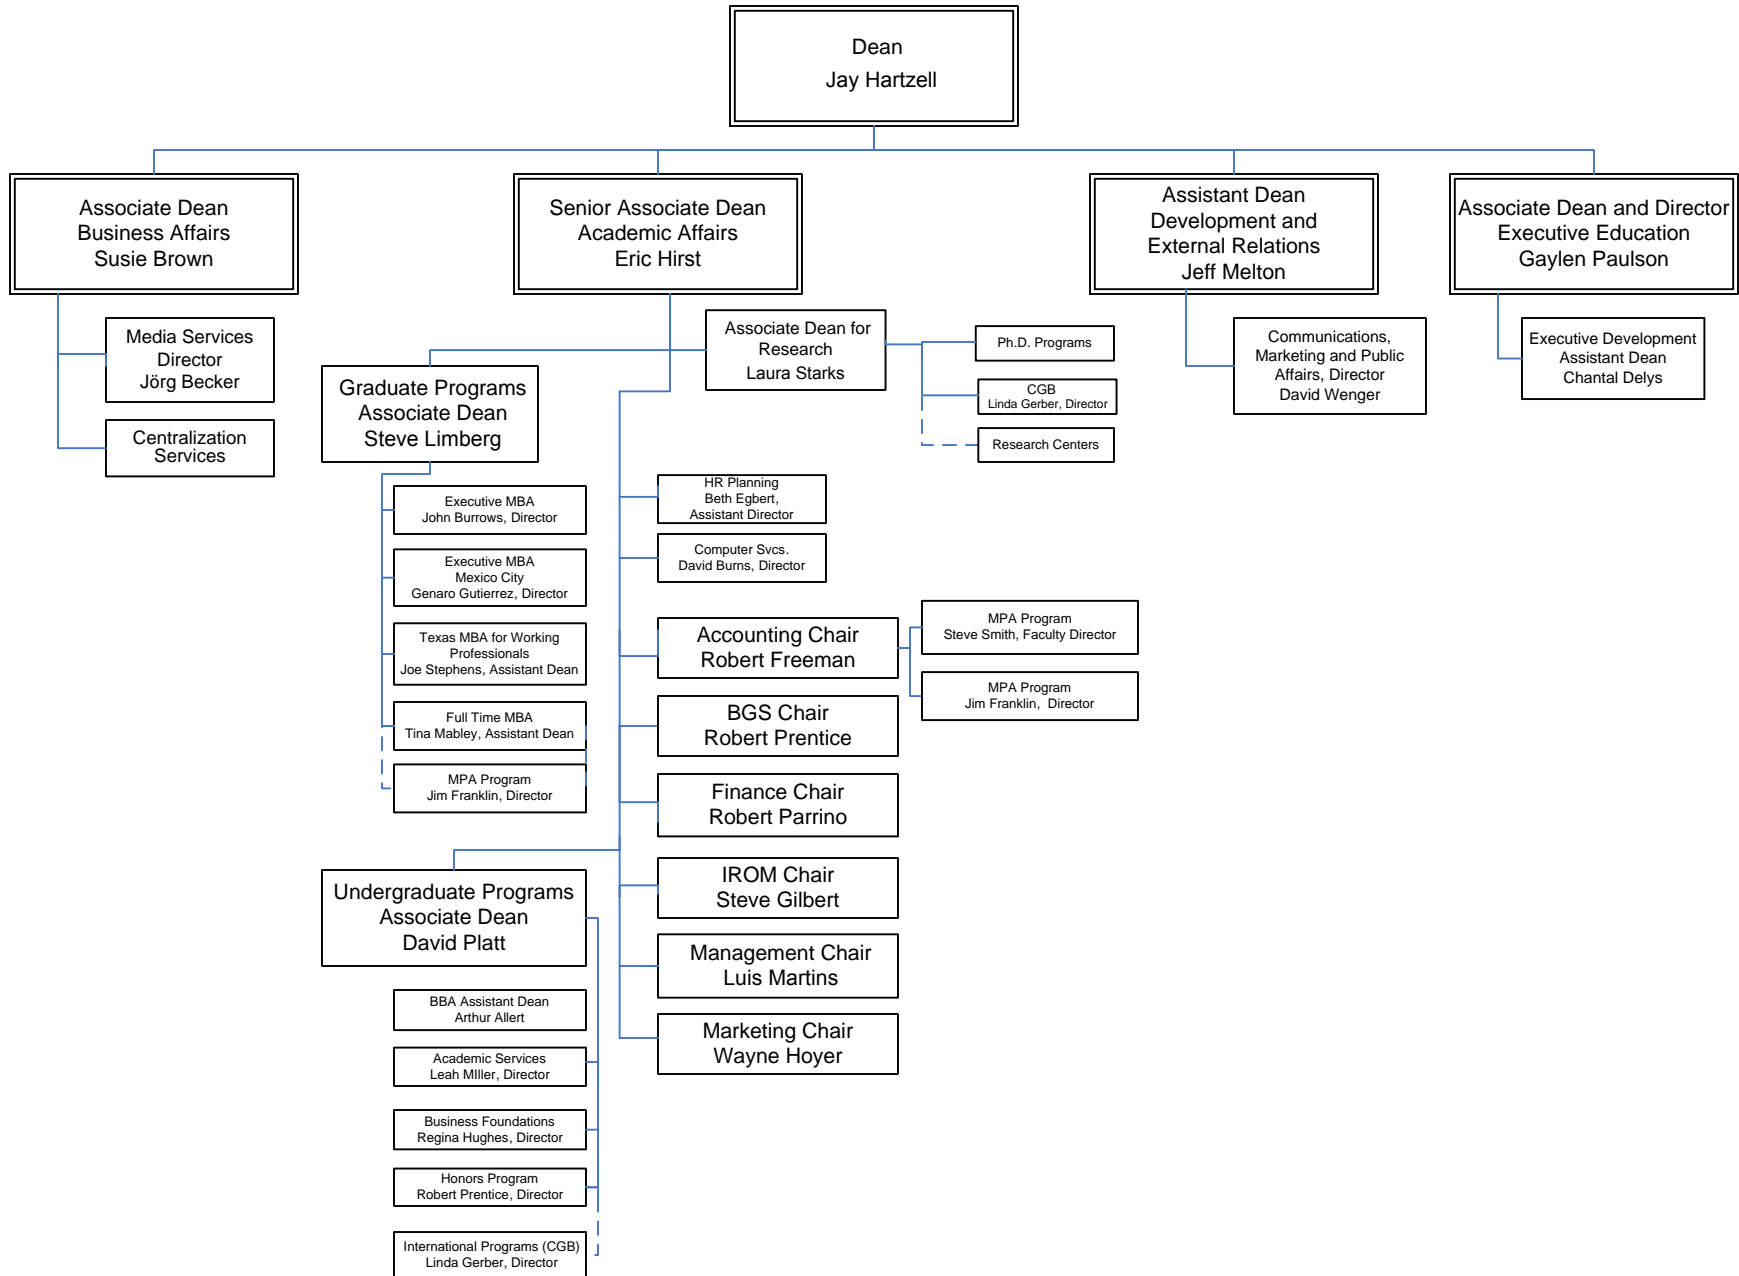 Dean
Jay Hartzell
Associate Dean
Business Affairs
Susie Brown
Senior Associate Dean
Academic Affairs
Eric Hirst
Assistant Dean
Development and
External Relations
Jeff Melton
Associate Dean and Director
Executive Education
Gaylen Paulson
Media Services
Director
Jörg Becker
Centralization
Services
Associate Dean for
Research
Laura Starks
Ph.D. Programs
CGB
Linda Gerber, Director
Research Centers
Communications,
Marketing and Public
Affairs, Director
David Wenger
Executive Development
Assistant Dean
Chantal Delys
Graduate Programs
Associate Dean
Steve Limberg
Executive MBA
John Burrows, Director
Executive MBA
Mexico City
Genaro Gutierrez, Director
Texas MBA for Working
Professionals
Joe Stephens, Assistant Dean
Full Time MBA
Tina Mabley, Assistant Dean
MPA Program
Jim Franklin, Director
HR Planning
Beth Egbert,
Assistant Director
Computer Svcs.
David Burns, Director
Accounting Chair
Robert Freeman
MPA Program
Steve Smith, Faculty Director
MPA Program
Jim Franklin,  Director
BGS Chair
Robert Prentice
Finance Chair
Robert Parrino
IROM Chair
Steve Gilbert
Management Chair
Luis Martins
Marketing Chair
Wayne Hoyer
Undergraduate Programs
Associate Dean
David Platt
BBA Assistant Dean
Arthur Allert
Academic Services
Leah MIller, Director
Business Foundations
Regina Hughes, Director
Honors Program
Robert Prentice, Director
International Programs (CGB)
Linda Gerber, Director